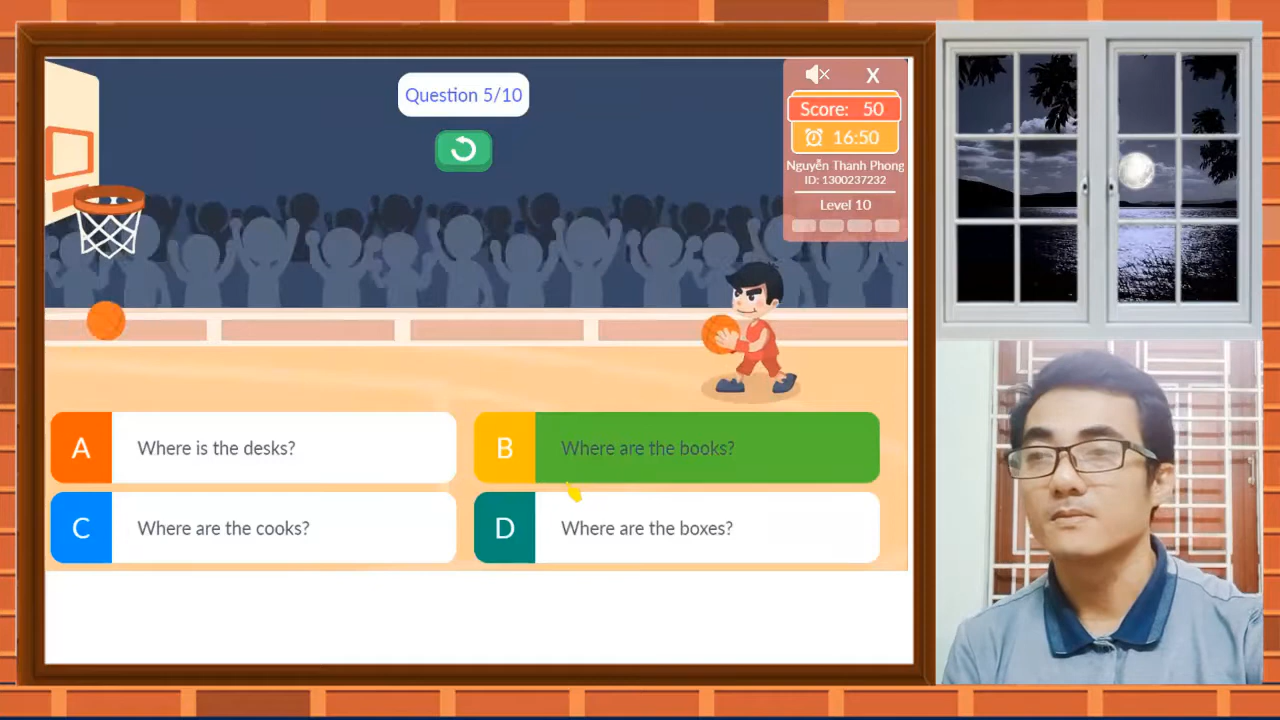 Question 5/10
X
Score: 50
16:50
Nguyễn Thanh Phong
ID: 1300237232
Level 10
A Where is the desks?
B Where are the books?
C Where are the cooks?
D Where are the boxes?